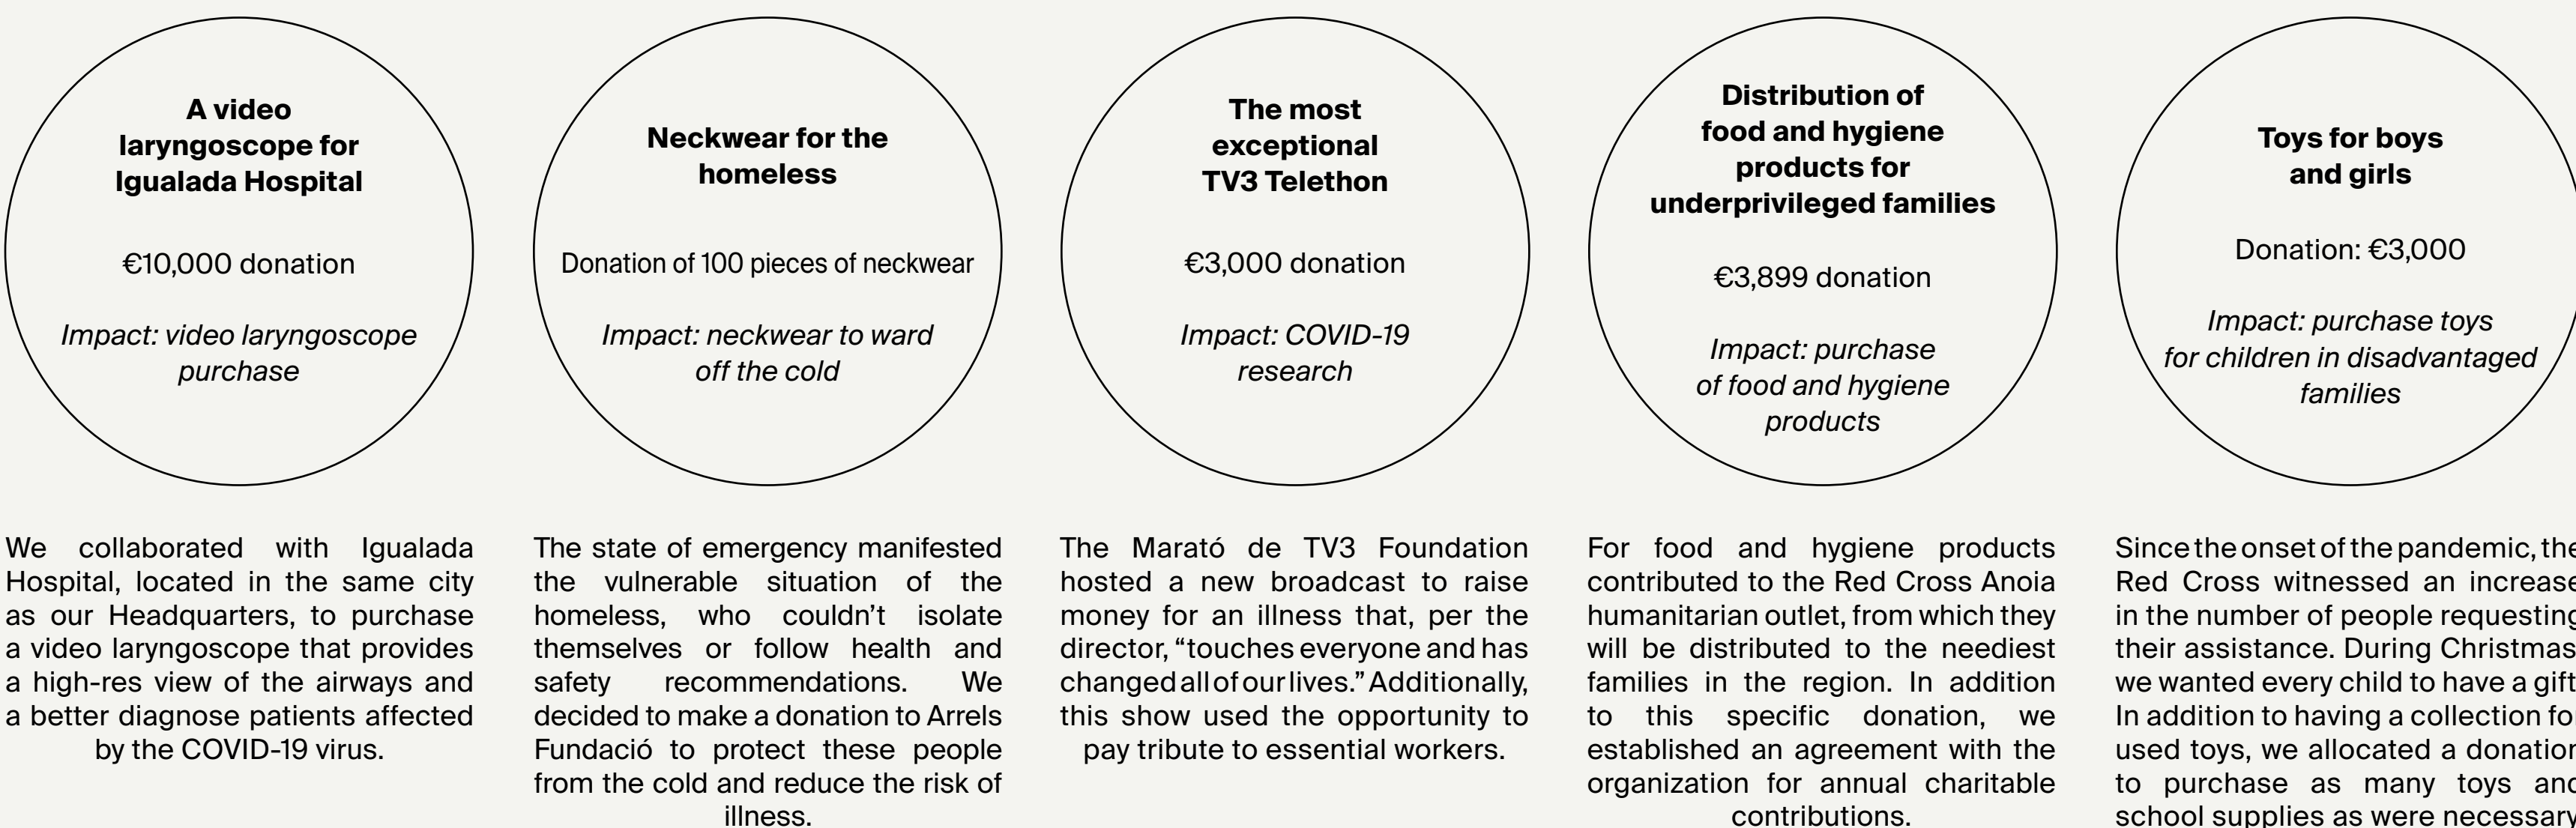 A video
laryngoscope for
Igualada Hospital
€10,000 donation
Impact: video laryngoscope
purchase
We collaborated with Igualada
Hospital, located in the same city
as our Headquarters, to purchase
a video laryngoscope that provides
a high-res view of the airways and
a better diagnose patients affected
by the COVID-19 virus.
Neckwear for the
homeless
Donation of 100 pieces of neckwear
Impact: neckwear to ward
off the cold
The state of emergency manifested
the vulnerable situation of the
homeless, who couldn’t isolate
themselves or follow health and
safety recommendations. We
decided to make a donation to Arrels
Fundació to protect these people
from the cold and reduce the risk of
illness.
The most
exceptional
TV3 Telethon
€3,000 donation
Impact: COVID-19
research
The Marató de TV3 Foundation
hosted a new broadcast to raise
money for an illness that, per the
director, “touches everyone and has
changed all of our lives.” Additionally,
this show used the opportunity to
pay tribute to essential workers.
Distribution of
food and hygiene
products for
underprivileged families
€3,899 donation
Impact: purchase
of food and hygiene
products
For food and hygiene products
contributed to the Red Cross Anoia
humanitarian outlet, from which they
will be distributed to the neediest
families in the region. In addition
to this specific donation, we
established an agreement with the
organization for annual charitable
contributions.
Toys for boys
and girls
Donation: €3,000
Impact: purchase toys
for children in disadvantaged
families
Since the onset of the pandemic, the
Red Cross witnessed an increase
in the number of people requesting
their assistance. During Christmas
we wanted every child to have a gift
In addition to having a collection for
used toys, we allocated a donation
to purchase as many toys and
school supplies as were necessary